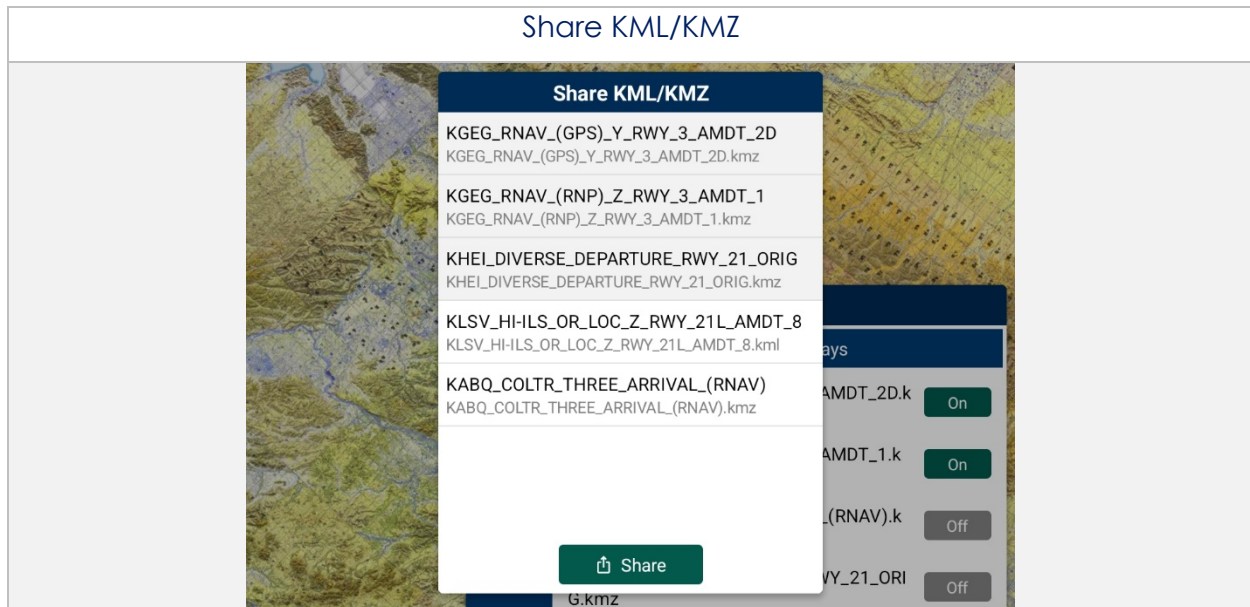 Share KML/KMZ
Share KML/KMZ
KGEG_RNAV_(GPS)_Y_RWY_3_AMDT_2D
KGEG_RNAV_(GPS)_Y_RWY_3_AMDT_2D.kmz
KGEG_RNAV_(RNP)_Z_RWY_3_AMDT_1
KGEG_RNAV_(RNP)_Z_RWY_3_AMDT_1.kmz
KHEI_DIVERSE_DEPARTURE_RWY_21_ORIG
KHEI_DIVERSE_DEPARTURE_RWY_21_ORIG.kmz
KLSV_HI-ILS_OR_LOC_Z_RWY_21L_AMDT_8
KLSV_HI-ILS_OR_LOC_Z_RWY_21L_AMDT_8.kml
KABQ_COLTR_THREE_ARRIVAL_(RNAV)
KABQ_COLTR_THREE_ARRIVAL_(RNAV).kmz
Share
ays
AMDT_2D.k
On
AMDT_1.k
On
_(RNAV).k
Off
WY_21_ORI
G.kmz
Off